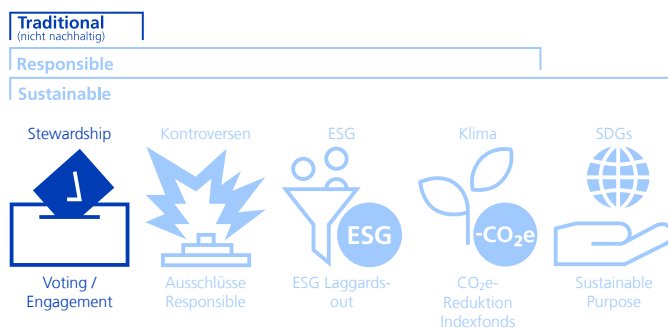 Traditional
(nicht nachhaltig)
Responsible
Sustainable
Stewardship
Kontroversen
ESG
Klima
SDGs
ESG
-CO₂e
Voting /
Engagement
Ausschlüsse
Responsible
ESG Laggards-
out
CO₂e-
Reduktion
Indexfonds
Sustainable
Purpose